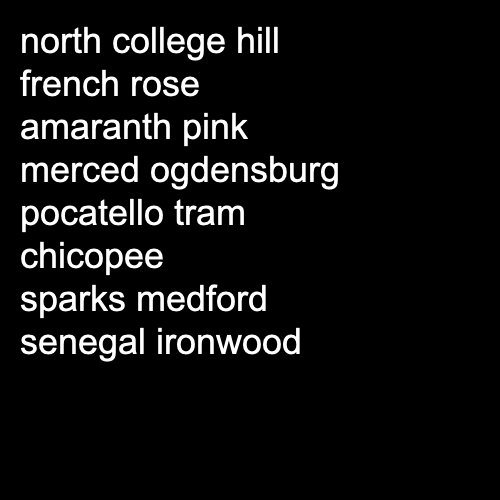 north college hill
french rose
amaranth pink
merced ogdensburg
pocatello tram
chicopee
sparks medford
senegal ironwood